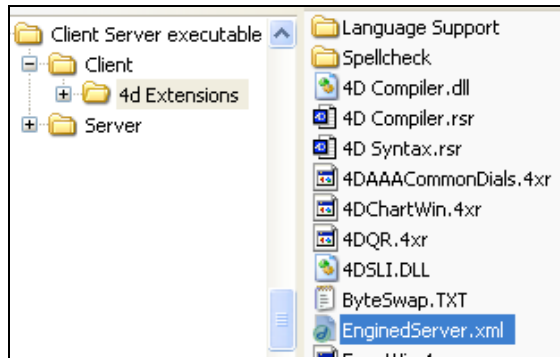 Client Server executable
Client
4d Extensions
Server
Language Support
Spellcheck
4D Compiler.dll
4D Compiler.rsr
4D Syntax.rsr
4DAAACommonDials.4xr
4DChartWin.4xr
4DQR.4xr
4DSLI.DLL
ByteSwap.TXT
EnginedServer.xml